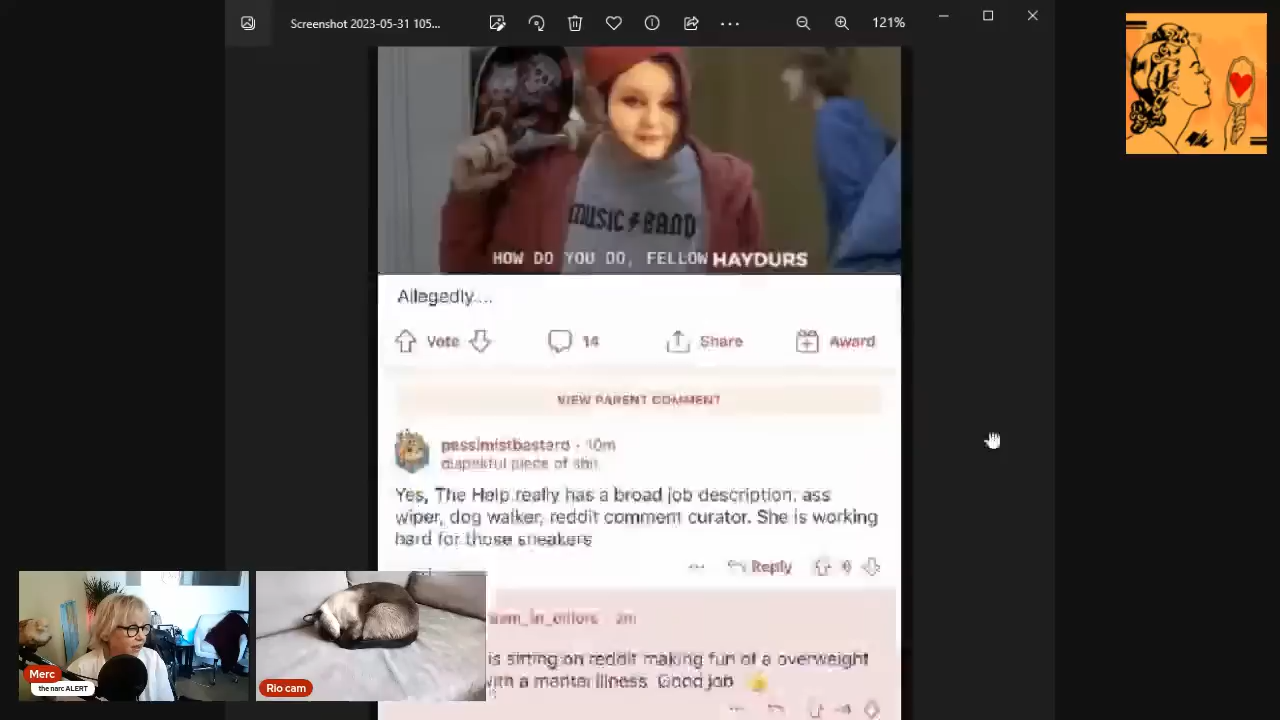 Screenshot 2023-05-31 105...
121%
MUSIC BAND
HOW DO YOU DO, FELLOW HAYDURS
Allegedly....
Vote
14
Share
Award
VIEW PARENT COMMENT
pessimistbastard · 10m
piece of
Yes, The Help really has a broad job description, ass
wiper, dog walker, reddit comment curator. She is working
hard for those sneakers
Reply
is sitting on reddit making fun of a overweight
with a mental illness. Good job
Merc
the narc ALERT
Rio cam